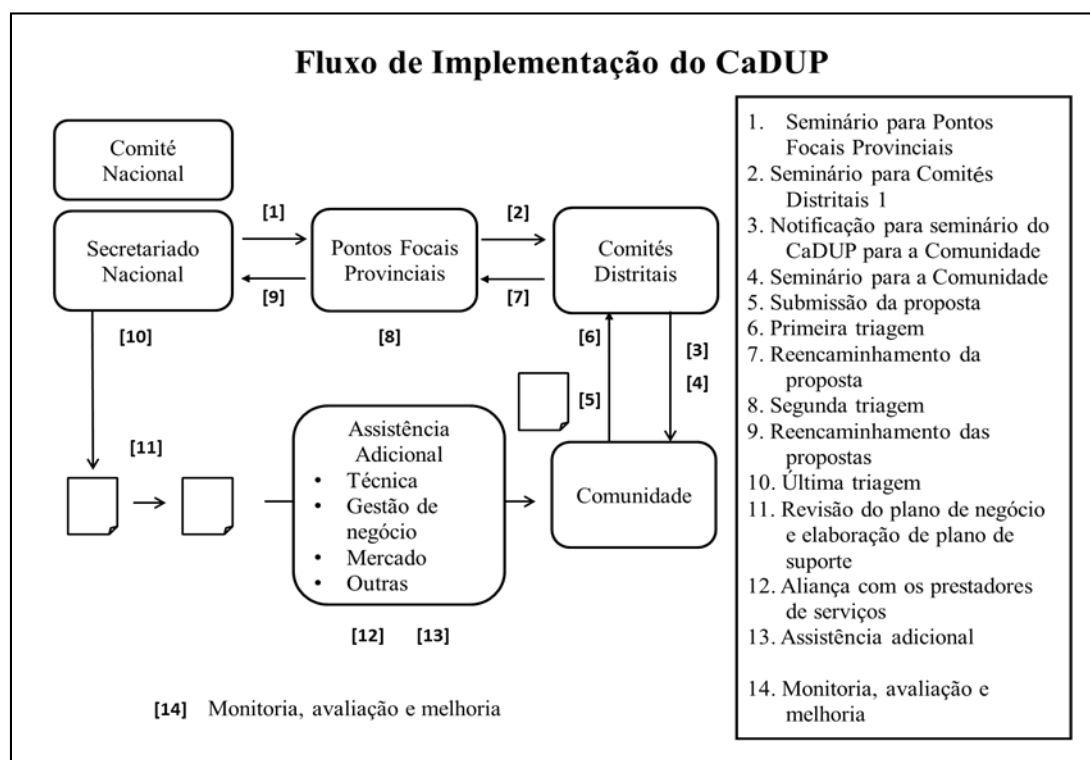 Fluxo de Implementação do CaDUP
Comité
Nacional
Secretariado
Nacional
[1]
[9]
Pontos Focais
Provinciais
[2]
[7]
Comités
Distritais
[10]
[8]
[6]
[3]
[4]
[5]
[11]
Assistência
Adicional
• Técnica
• Gestão de
negócio
• Mercado
• Outras
Comunidade
[12] [13]
[14] Monitoria, avaliação e melhoria
1. Seminário para Pontos
Focais Provinciais
2. Seminário para Comités
Distritais 1
3. Notificação para seminário do
CaDUP para a Comunidade
4. Seminário para a Comunidade
5. Submissão da proposta
6. Primeira triagem
7. Reencaminhamento da
proposta
8. Segunda triagem
9. Reencaminhamento das
propostas
10. Última triagem
11. Revisão do plano de negócio
e elaboração de plano de
suporte
12. Aliança com os prestadores
de serviços
13. Assistência adicional
14. Monitoria, avaliação e
melhoria